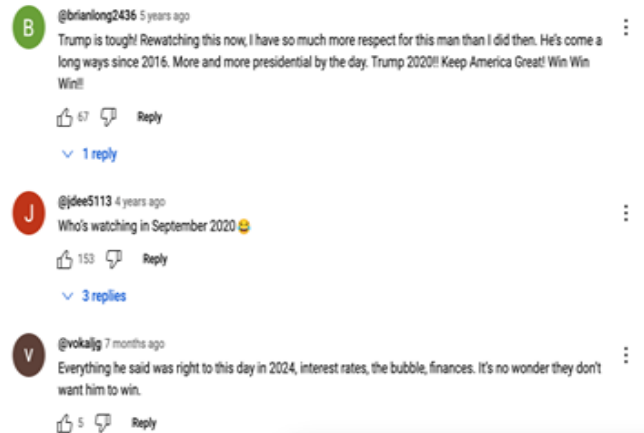 B
@brianlong2436 5 years ago
Trump is tough! Rewatching this now, I have so much more respect for this man than I did then. He's come a
long ways since 2016. More and more presidential by the day. Trump 2020!! Keep America Great! Win Win
Win!!
67 Reply
1 reply
J
@jdee5113 4 years ago
Who's watching in September 2020😂
153 Reply
3 replies
V
@vokaljg 7 months ago
Everything he said was right to this day in 2024, interest rates, the bubble, finances. It's no wonder they don't
want him to win.
5 Reply